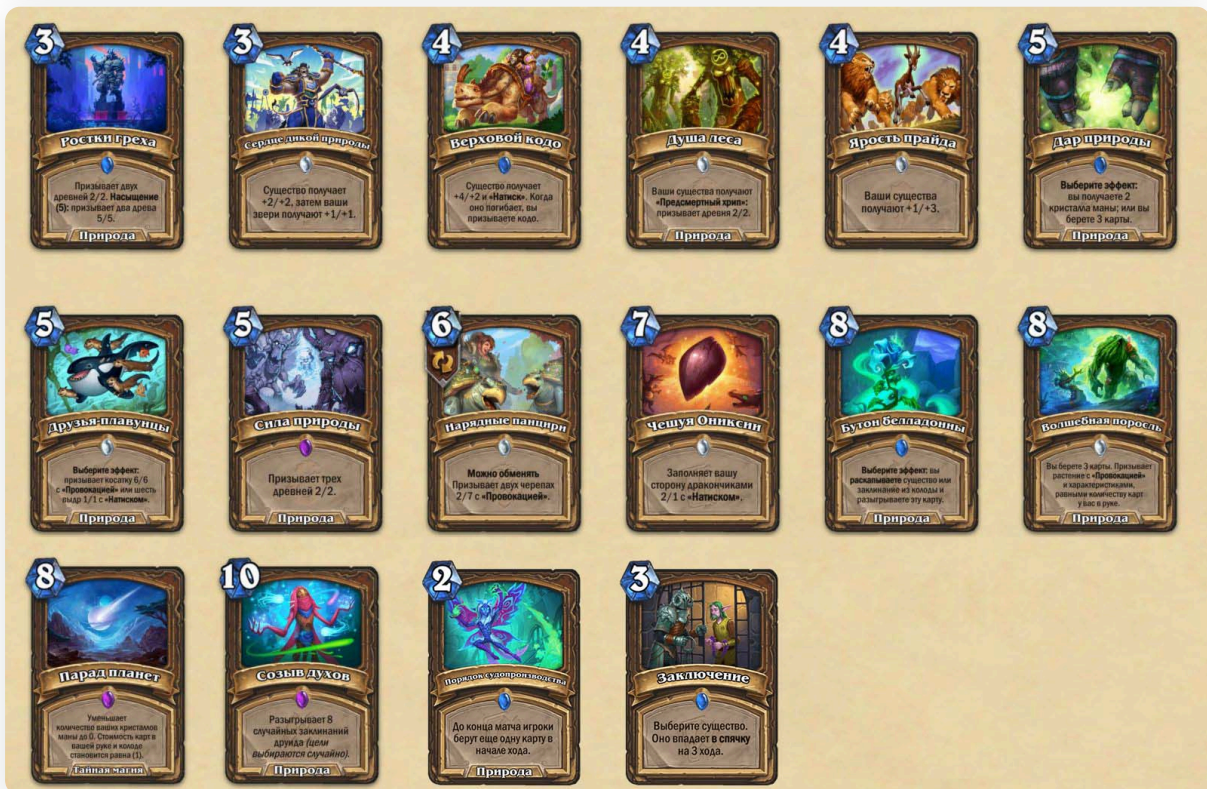 3
Ростки греха
Призывает двух
древней 2/2. Насыщение
(5): призывает два древа
5/5.
Природа
3
Сердце дикой природы
Существо получает
+2/+2, затем ваши
звери получают +1/+1.
4
Верховой кодо
Существо получает
+4/+2 и «Натиск». Когда
оно погибает, вы
призываете кодо.
4
Душа леса
Ваши существа получают
«Предсмертный хрип»:
призывает древня 2/2.
Природа
4
Ярость прайда
Ваши существа
получают +1/+3.
5
Дар природы
Выберите эффект:
вы получаете 2
кристалла маны; или вы
берете 3 карты.
Природа
5
Друзья-плавунцы
Выберите эффект:
призывает косатку 6/6
с «Провокацией» или шесть
выдр 1/1 с «Натиском».
Природа
5
Сила природы
Призывает трех
древней 2/2.
Природа
6
Нарядные панцири
Можно обменять
Призывает двух черепах
2/7 с «Провокацией».
7
Чешуя Ониксии
Заполняет вашу
сторону дракончиками
2/1 с «Натиском».
8
Бутон белладонны
Выберите эффект: вы
раскапываете существо или
заклинание из колоды и
разыгрываете эту карту.
Природа
8
Волшебная поросль
Вы берете 3 карты. Призывает
растение с «Провокацией»
и характеристиками,
равными количеству карт
у вас в руке.
Природа
8
Парад планет
Уменьшает
количество ваших кристаллов
маны до 0. Стоимость карт в
вашей руке и колоде
становится равна (1).
Тайная магия
10
Созыв духов
Разыгрывает 8
случайных заклинаний
друида (цели
выбираются случайно).
Природа
2
Порядок судопроизводства
До конца матча игроки
берут еще одну карту в
начале хода.
Природа
3
Заключение
Выберите существо.
Оно впадает в спячку
на 3 хода.